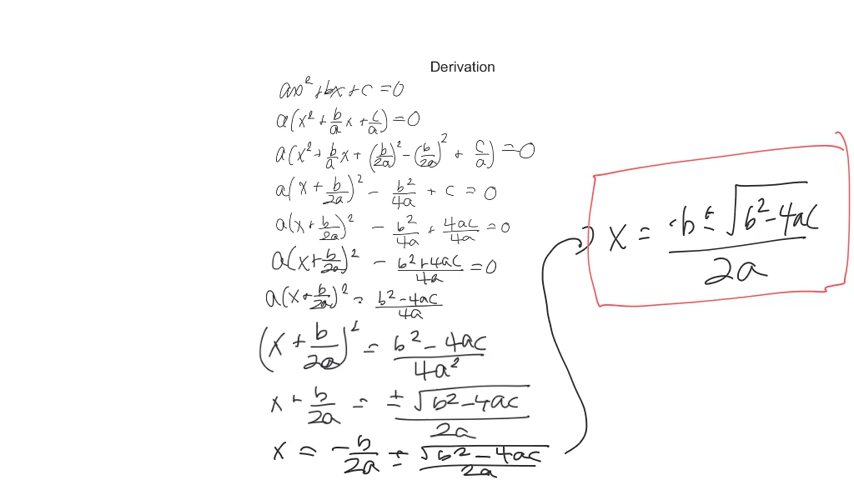 Derivation
ax² + bx + c = 0
a(x² + b/a x + c/a) = 0
a(x² + b/a x + (b/2a)² - (b/2a)² + c/a) = 0
a(x + b/2a)² - b²/4a + c = 0
a(x + b/2a)² - b²/4a + 4ac/4a = 0
a(x + b/2a)² - b² + 4ac/4a = 0
a(x + b/2a)² = b² - 4ac/4a
(x + b/2a)² = b² - 4ac/4a²
x + b/2a = ± √b² - 4ac/2a
x = -b/2a ± √b² - 4ac/2a
x = -b ± √b² - 4ac/2a